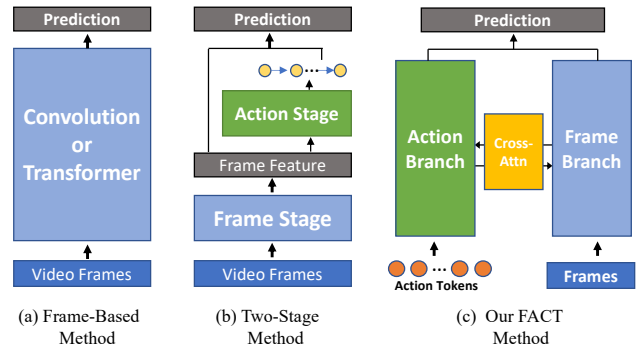 Prediction
Convolution
or
Transformer
Video Frames
(a) Frame-Based
Method
Prediction
Action Stage
Frame Feature
Frame Stage
Video Frames
(b) Two-Stage
Method
Prediction
Action
Branch
Cross-
Attn
Frame
Branch
Action Tokens
Frames
(c) Our FACT
Method